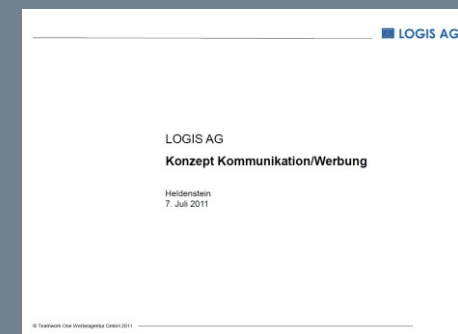 LOGIS AG
LOGIS AG
Konzept Kommunikation/Werbung
Heldenstein
7. Juli 2011
© Teamwork One Werbeagentur GmbH 2011